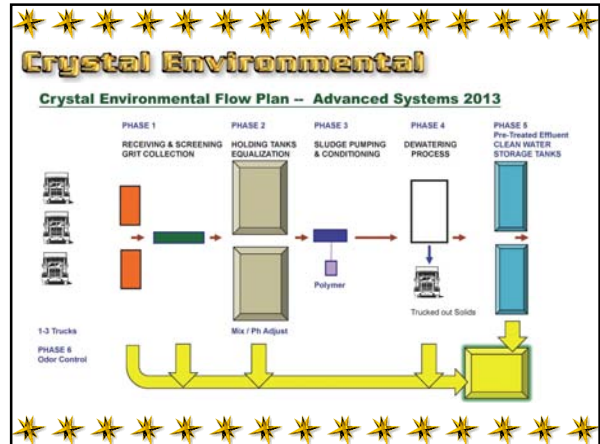 Crystal Environmental
Crystal Environmental Flow Plan -- Advanced Systems 2013
PHASE 1
RECEIVING & SCREENING
GRIT COLLECTION
PHASE 2
HOLDING TANKS
EQUALIZATION
PHASE 3
SLUDGE PUMPING
& CONDITIONING
PHASE 4
DEWATERING
PROCESS
PHASE 5
Pre-Treated Effluent
CLEAN WATER
STORAGE TANKS
Polymer
Trucked out Solids
1-3 Trucks
Mix / Ph Adjust
PHASE 6
Odor Control